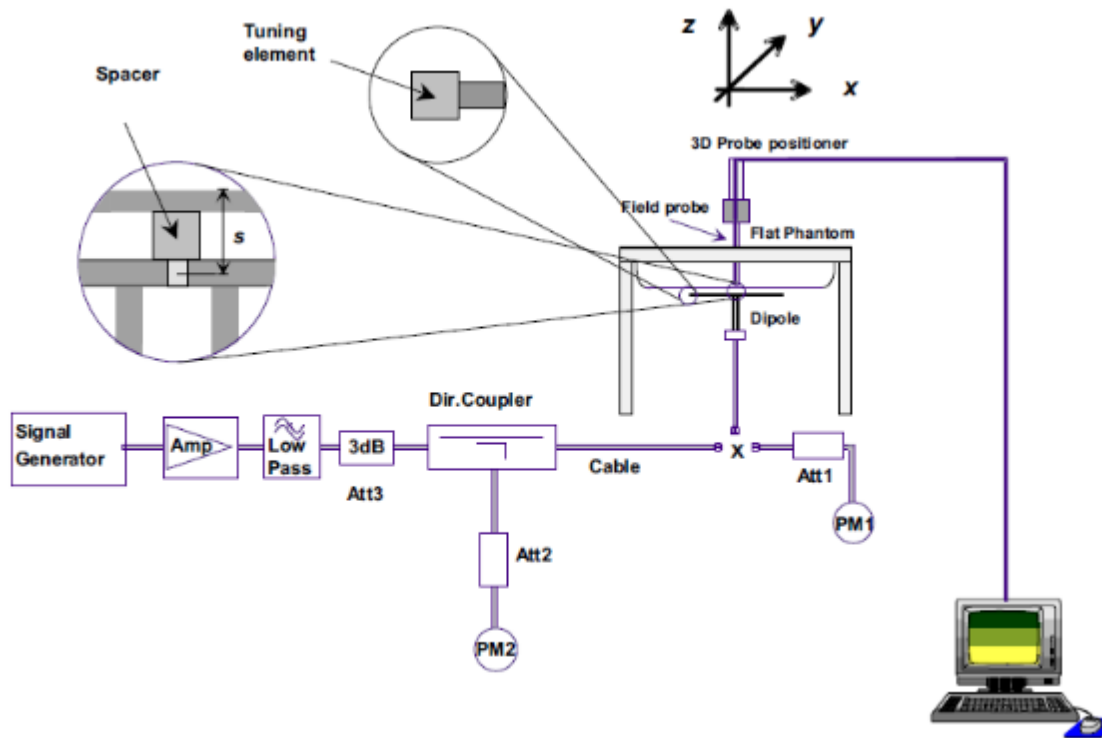 Tuning
element
Spacer
s
z
y
x
3D Probe positioner
Field probe
Flat Phantom
Dipole
Dir.Coupler
Signal
Generator
Amp
Low
Pass
3dB
Att3
Cable
X
Att1
PM1
Att2
PM2